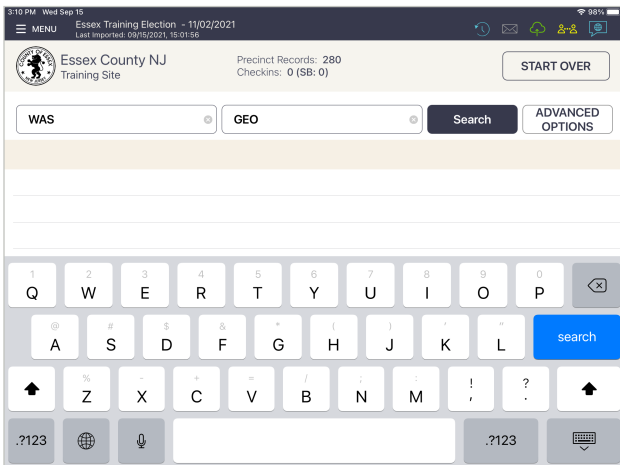 3:10 PM Wed Sep 15
98%
MENU
Essex Training Election - 11/02/2021
Last Imported: 09/15/2021, 15:01:56
Essex County NJ
Training Site
Precinct Records: 280
Checkins: 0 (SB: 0)
START OVER
WAS
GEO
Search
ADVANCED
OPTIONS
1 2 3 4 5 6 7 8 9 0
Q W E R T Y U I O P
@ # $ & * ( ) ' "
A S D F G H J K L
search
% - + = / ; : ! ?
Z X C V B N M , .
.?123
.?123